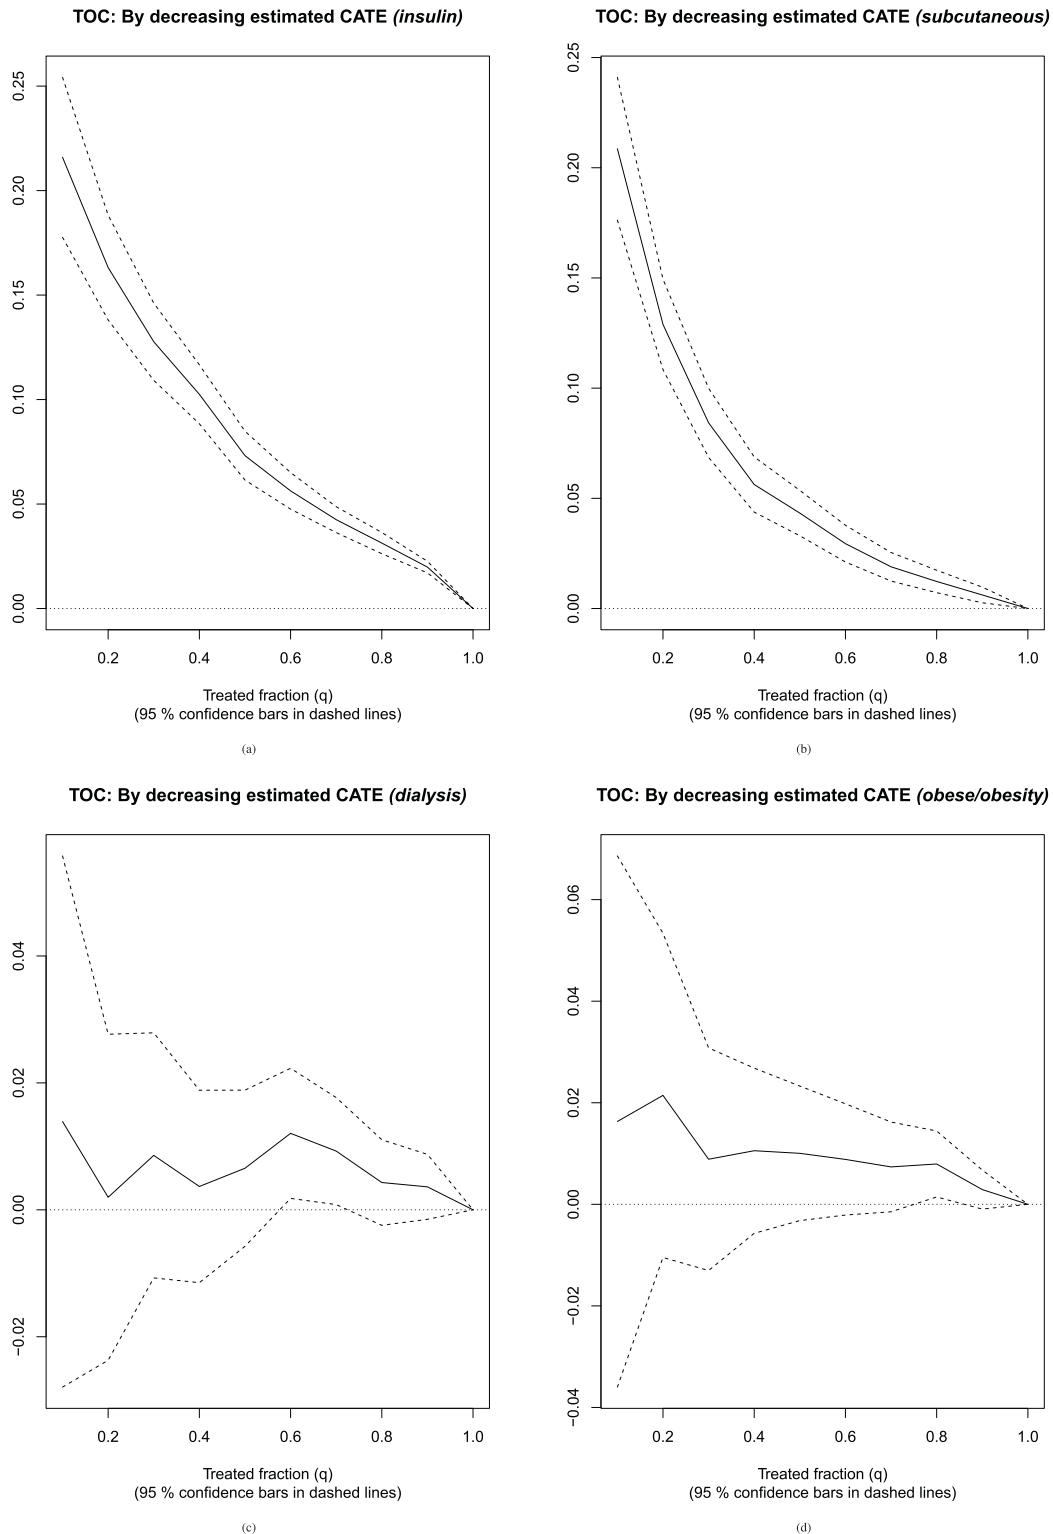 TOC: By decreasing estimated CATE (insulin)
0.25
0.20
0.15
0.10
0.05
0.00
0.2 0.4 0.6 0.8 1.0
Treated fraction (q)
(95 % confidence bars in dashed lines)
(a)
TOC: By decreasing estimated CATE (subcutaneous)
0.25
0.20
0.15
0.10
0.05
0.00
0.2 0.4 0.6 0.8 1.0
Treated fraction (q)
(95 % confidence bars in dashed lines)
(b)
TOC: By decreasing estimated CATE (dialysis)
0.04
0.02
0.00
−0.02
0.2 0.4 0.6 0.8 1.0
Treated fraction (q)
(95 % confidence bars in dashed lines)
(c)
TOC: By decreasing estimated CATE (obese/obesity)
0.06
0.04
0.02
0.00
−0.02
−0.04
0.2 0.4 0.6 0.8 1.0
Treated fraction (q)
(95 % confidence bars in dashed lines)
(d)